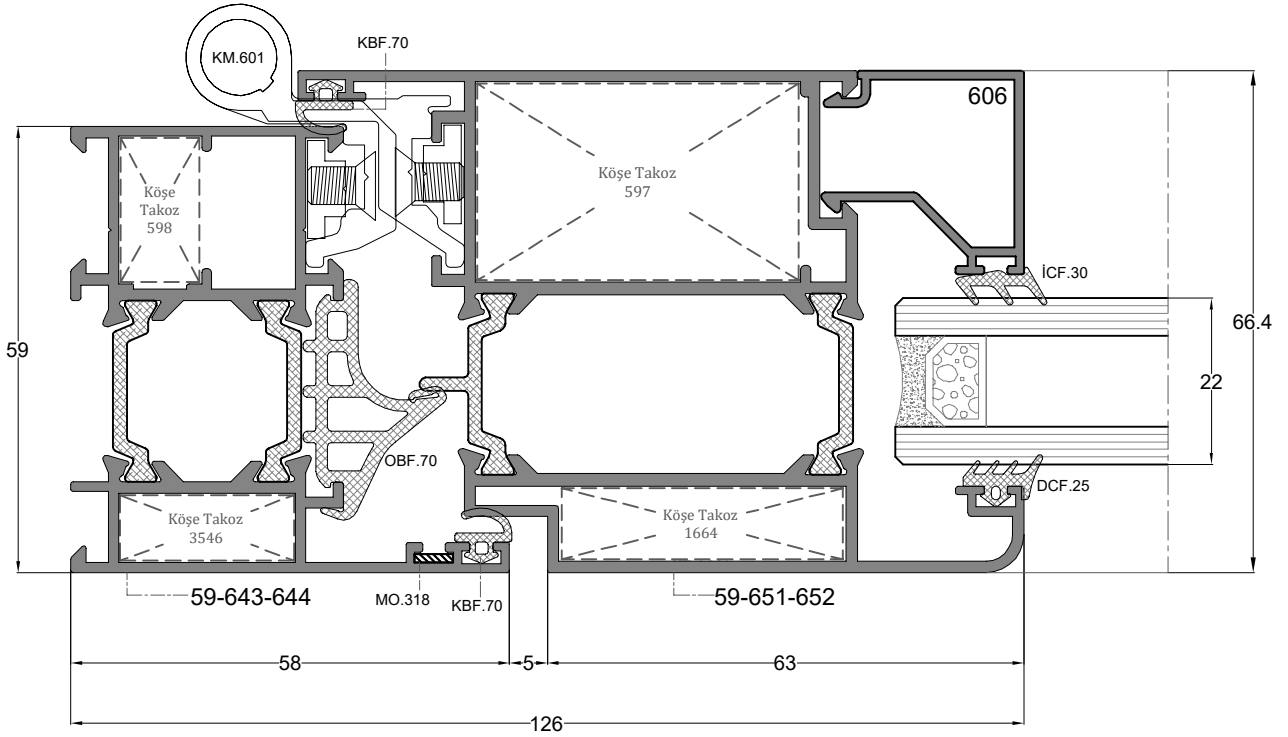 KM.601
KBF.70
606
Köşe
Takoz
598
Köşe Takoz
597
İCF.30
59
66.4
22
OBF.70
DCF.25
Köşe Takoz
3546
Köşe Takoz
1664
59-643-644
MO.318
KBF.70
59-651-652
58
5
63
126